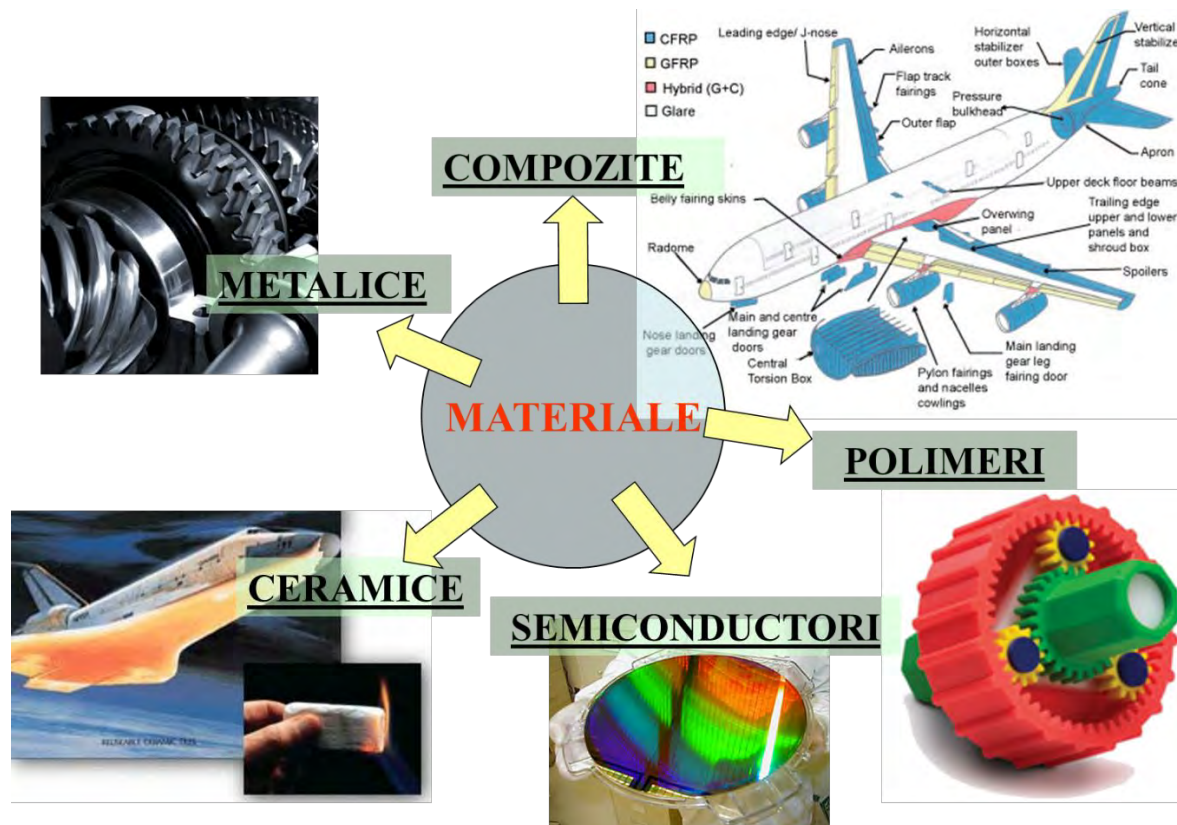 CFRP
GFRP
Hybrid (G+C)
Glare
Leading edge/ J-nose
Ailerons
Flap track
fairings
Outer flap
Horizontal
stabilizer
outer boxes
Vertical
stabilize
Tail
cone
Pressure
bulkhead
Apron
Upper deck floor beams
Trailing edge
upper and lower
panels and
shroud box
Overwing
panel
Spoilers
Belly fairing skins
Radome
Nose landing
gear doors
Main and centre
landing gear
doors
Central
Torsion Box
Pylon fairings
and nacelles
cowlings
Main landing
gear leg
fairing door
COMPOZITE
METALICE
MATERIALE
POLIMERI
CERAMICE
SEMICONDUCTORI
REUSEABLE CERAMIC TILES